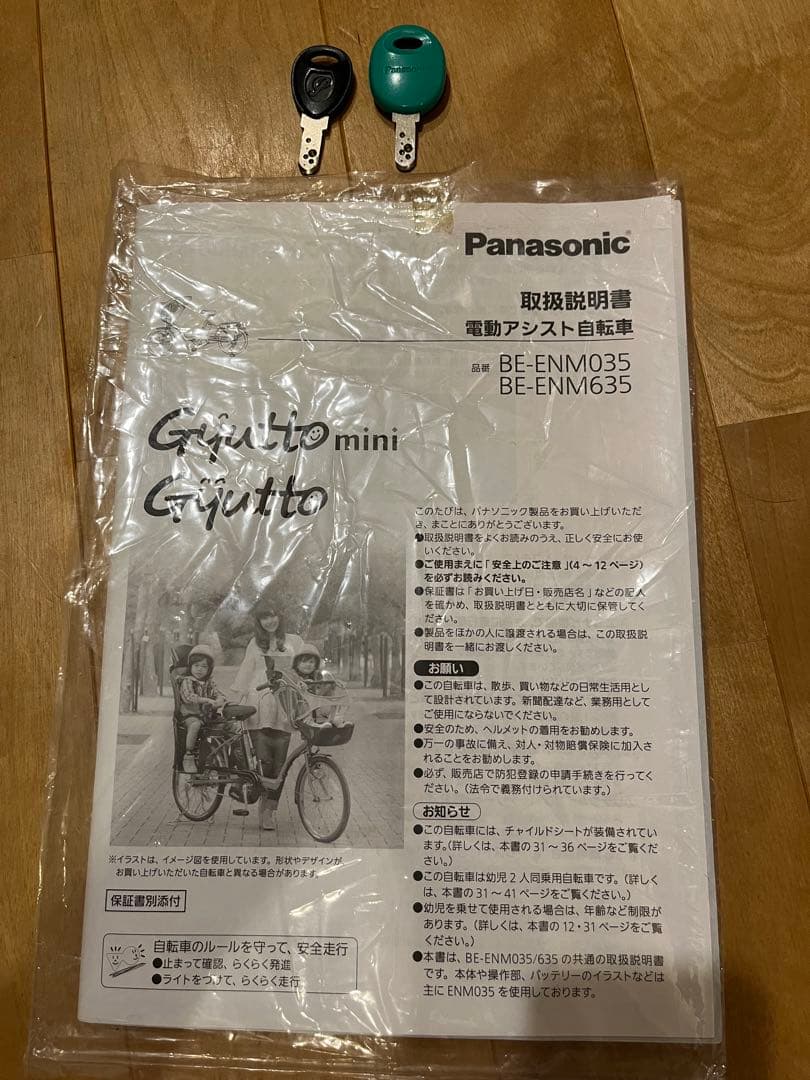 Panasonic
Panasonic
取扱説明書
電動アシスト自転車
品番 BE-ENM035
BE-ENM635
Gyutto mini
Gyutto
このたびは、パナソニック製品をお買い上げいただ
き、まことにありがとうございます。
●取扱説明書をよくお読みのうえ、正しく安全にお使
いください。
●ご使用まえに「安全上のご注意」(4～12ページ)
を必ずお読みください。
●保証書は「お買い上げ日・販売店名」などの記入
を確かめ、取扱説明書とともに大切に保管してく
ださい。
●製品をほかの人に譲渡される場合は、この取扱説
明書を一緒にお渡しください。
お願い
●この自転車は、散歩、買い物などの日常生活用とし
て設計されています。新聞配達など、業務用として
ご使用にならないでください。
●安全のため、ヘルメットの着用をお勧めします。
●万一の事故に備え、対人・対物賠償保険に加入さ
れることをお勧めします。
●必ず、販売店で防犯登録の申請手続きを行ってく
ださい。(法令で義務付けられています。)
お知らせ
●この自転車には、チャイルドシートが装備されてい
ます。(詳しくは、本書の31～36ページをご覧くだ
さい。)
●この自転車は幼児2人同乗用自転車です。(詳しく
は、本書の31～41ページをご覧ください。)
●幼児を乗せて使用される場合は、年齢など制限が
あります。(詳しくは、本書の12・31ページをご覧
ください。)
●本書は、BE-ENM035/635の共通の取扱説明書
です。本体や操作部、バッテリーのイラストなどは
主にENM035を使用しております。
※イラストは、イメージ図を使用しています。形状やデザインが
お買い上げいただいた自転車と異なる場合があります。
保証書別添付
自転車のルールを守って、安全走行
●止まって確認、らくらく発進
●ライトをつけて、らくらく走行